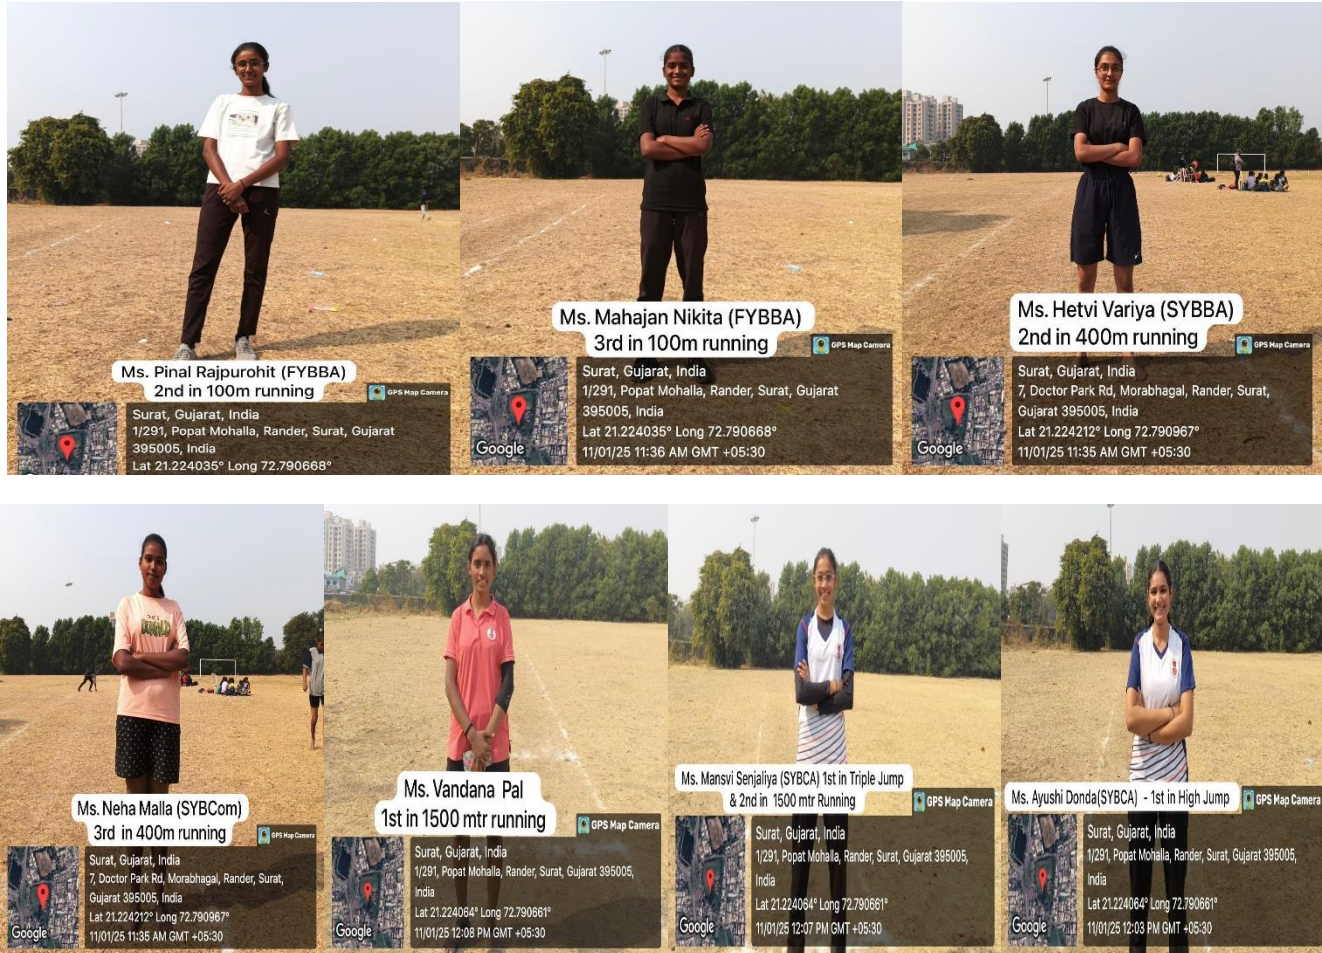 Ms. Pinal Rajpurohit (FYBBA)
2nd in 100m running
GPS Map Camera
Surat, Gujarat, India
1/291, Popat Mohalla, Rander, Surat, Gujarat
395005, India
Lat 21.224035° Long 72.790668°
Ms. Mahajan Nikita (FYBBA)
3rd in 100m running
GPS Map Camera
Google
Surat, Gujarat, India
1/291, Popat Mohalla, Rander, Surat, Gujarat
395005, India
Lat 21.224035° Long 72.790668°
11/01/25 11:36 AM GMT +05:30
Ms. Hetvi Variya (SYBBA)
2nd in 400m running
GPS Map Camera
Google
Surat, Gujarat, India
7, Doctor Park Rd, Morabhagal, Rander, Surat,
Gujarat 395005, India
Lat 21.224212° Long 72.790967°
11/01/25 11:35 AM GMT +05:30
Ms. Neha Malla (SYBCom)
3rd in 400m running
GPS Map Camera
Google
Surat, Gujarat, India
7, Doctor Park Rd, Morabhagal, Rander, Surat,
Gujarat 395005, India
Lat 21.224212° Long 72.790967°
11/01/25 11:35 AM GMT +05:30
Ms. Vandana Pal
1st in 1500 mtr running
GPS Map Camera
Google
Surat, Gujarat, India
1/291, Popat Mohalla, Rander, Surat, Gujarat 395005,
India
Lat 21.224064° Long 72.790661°
11/01/25 12:08 PM GMT +05:30
Ms. Mansvi Senjaliya (SYBCA) 1st in Triple Jump
& 2nd in 1500 mtr Running
GPS Map Camera
Google
Surat, Gujarat, India
1/291, Popat Mohalla, Rander, Surat, Gujarat 395005,
India
Lat 21.224064° Long 72.790661°
11/01/25 12:07 PM GMT +05:30
Ms. Ayushi Donda(SYBCA) - 1st in High Jump
GPS Map Camera
Google
Surat, Gujarat, India
1/291, Popat Mohalla, Rander, Surat, Gujarat 395005,
India
Lat 21.224064° Long 72.790661°
11/01/25 12:03 PM GMT +05:30